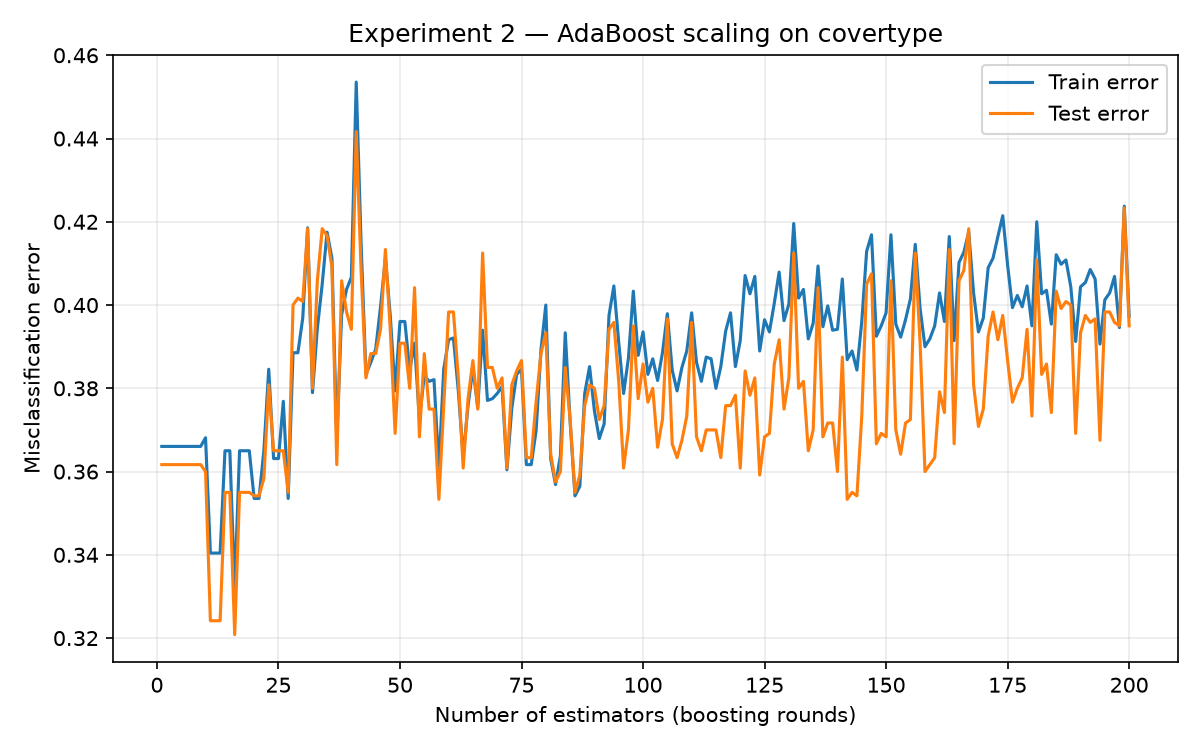 Experiment 2 — AdaBoost scaling on covertype
Train error
Test error
0.46
0.44
0.42
0.40
0.38
0.36
0.34
0.32
Misclassification error
0 25 50 75 100 125 150 175 200
Number of estimators (boosting rounds)